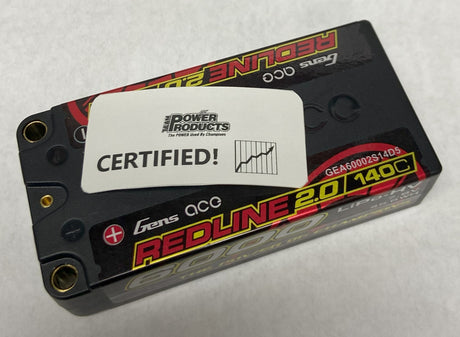 REDLINE 2.0
Gens ace
TEAM
POWER
PRODUCTS
The POWER Used By Champions
CERTIFIED!
GEA60002S14D5
Gens ace
REDLINE 2.0 140C
6000